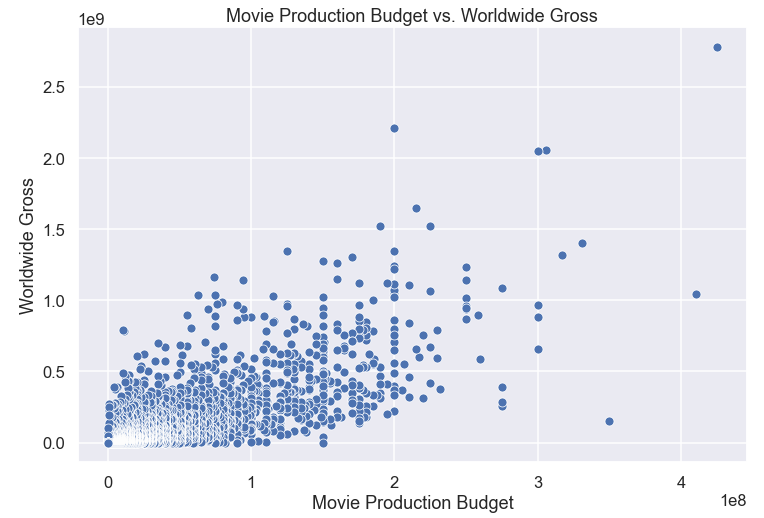 Movie Production Budget vs. Worldwide Gross
1e9
2.5
2.0
1.5
1.0
0.5
0.0
Worldwide Gross
0 1 2 3 4
Movie Production Budget
1e8